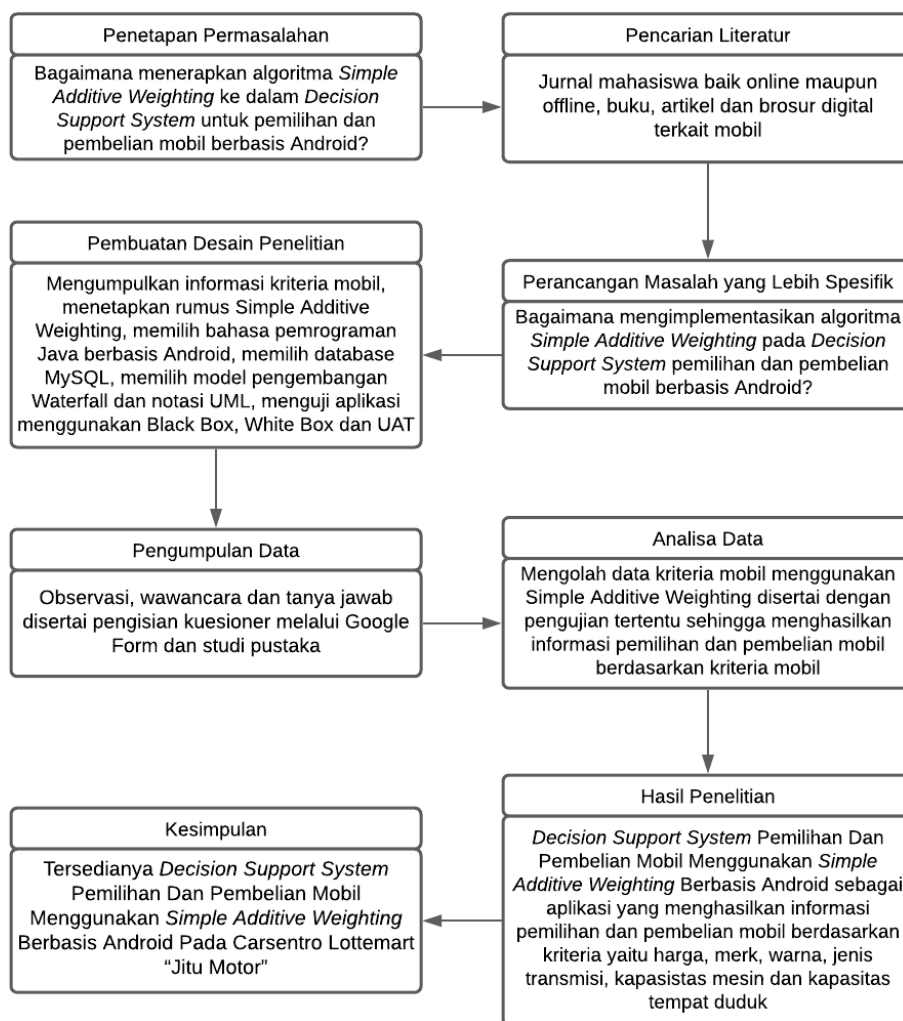 Penetapan Permasalahan
Bagaimana menerapkan algoritma Simple
Additive Weighting ke dalam Decision
Support System untuk pemilihan dan
pembelian mobil berbasis Android?
Pencarian Literatur
Jurnal mahasiswa baik online maupun
offline, buku, artikel dan brosur digital
terkait mobil
Perancangan Masalah yang Lebih Spesifik
Bagaimana mengimplementasikan algoritma
Simple Additive Weighting pada Decision
Support System pemilihan dan pembelian
mobil berbasis Android?
Pembuatan Desain Penelitian
Mengumpulkan informasi kriteria mobil,
menetapkan rumus Simple Additive
Weighting, memilih bahasa pemrograman
Java berbasis Android, memilih database
MySQL, memilih model pengembangan
Waterfall dan notasi UML, menguji aplikasi
menggunakan Black Box, White Box dan UAT
Pengumpulan Data
Observasi, wawancara dan tanya jawab
disertai pengisian kuesioner melalui Google
Form dan studi pustaka
Analisa Data
Mengolah data kriteria mobil menggunakan
Simple Additive Weighting disertai dengan
pengujian tertentu sehingga menghasilkan
informasi pemilihan dan pembelian mobil
berdasarkan kriteria mobil
Hasil Penelitian
Decision Support System Pemilihan Dan
Pembelian Mobil Menggunakan Simple
Additive Weighting Berbasis Android sebagai
aplikasi yang menghasilkan informasi
pemilihan dan pembelian mobil berdasarkan
kriteria yaitu harga, merk, warna, jenis
transmisi, kapasistas mesin dan kapasitas
tempat duduk
Kesimpulan
Tersedianya Decision Support System
Pemilihan Dan Pembelian Mobil
Menggunakan Simple Additive Weighting
Berbasis Android Pada Carsentro Lottemart
“Jitu Motor”